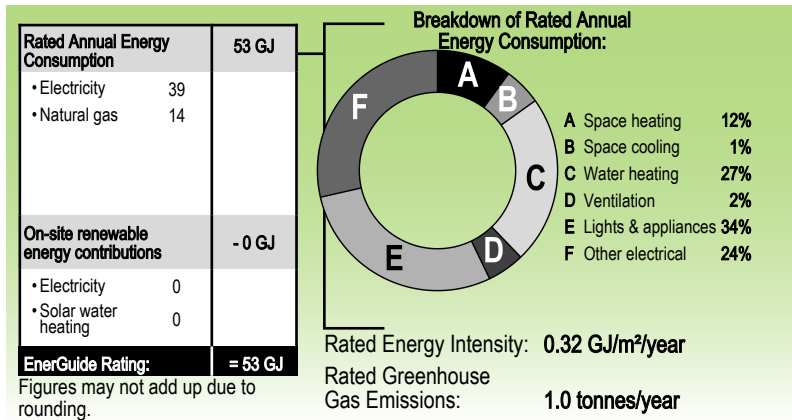 Rated Annual Energy
Consumption
53 GJ
• Electricity 39
• Natural gas 14
On-site renewable
energy contributions
- 0 GJ
• Electricity 0
• Solar water
heating 0
EnerGuide Rating: = 53 GJ
Figures may not add up due to
rounding.
Breakdown of Rated Annual
Energy Consumption:
A
B
C
D
E
F
A Space heating 12%
B Space cooling 1%
C Water heating 27%
D Ventilation 2%
E Lights & appliances 34%
F Other electrical 24%
Rated Energy Intensity: 0.32 GJ/m²/year
Rated Greenhouse
Gas Emissions: 1.0 tonnes/year